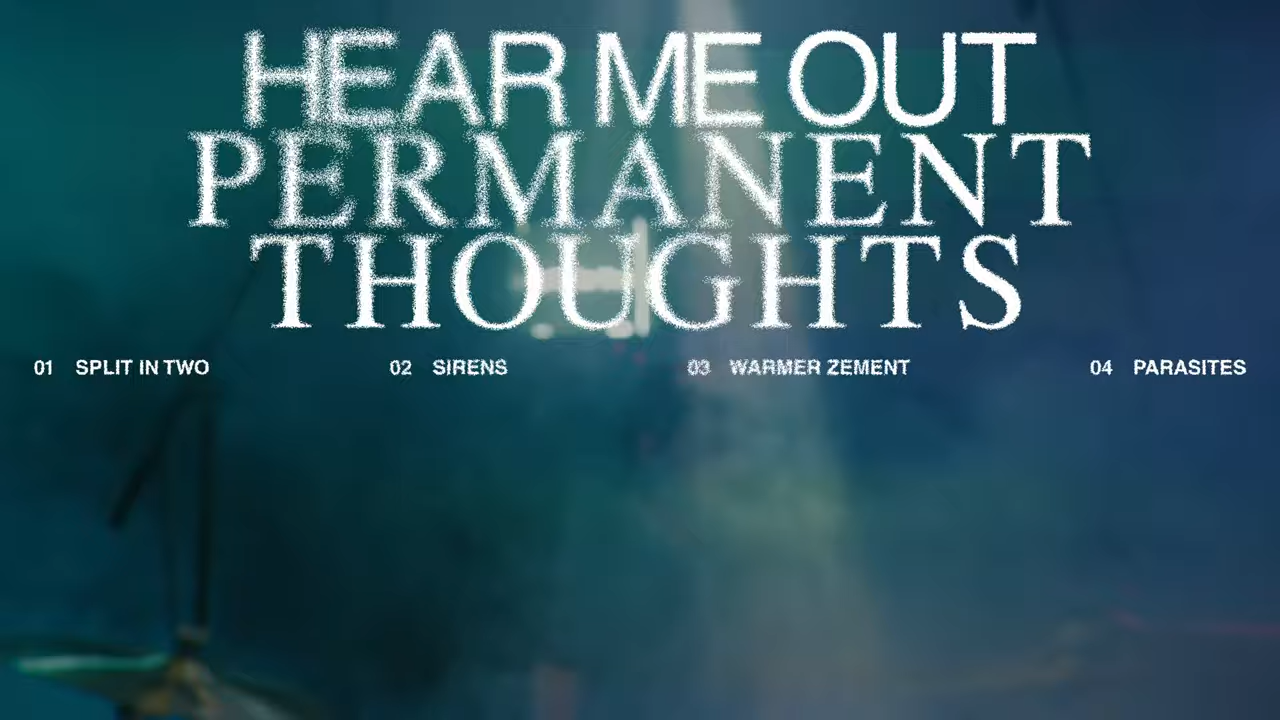 HEAR ME OUT
PERMANENT
THOUGHTS
01 SPLIT IN TWO 02 SIRENS 03 WARMER ZEMENT 04 PARASITES